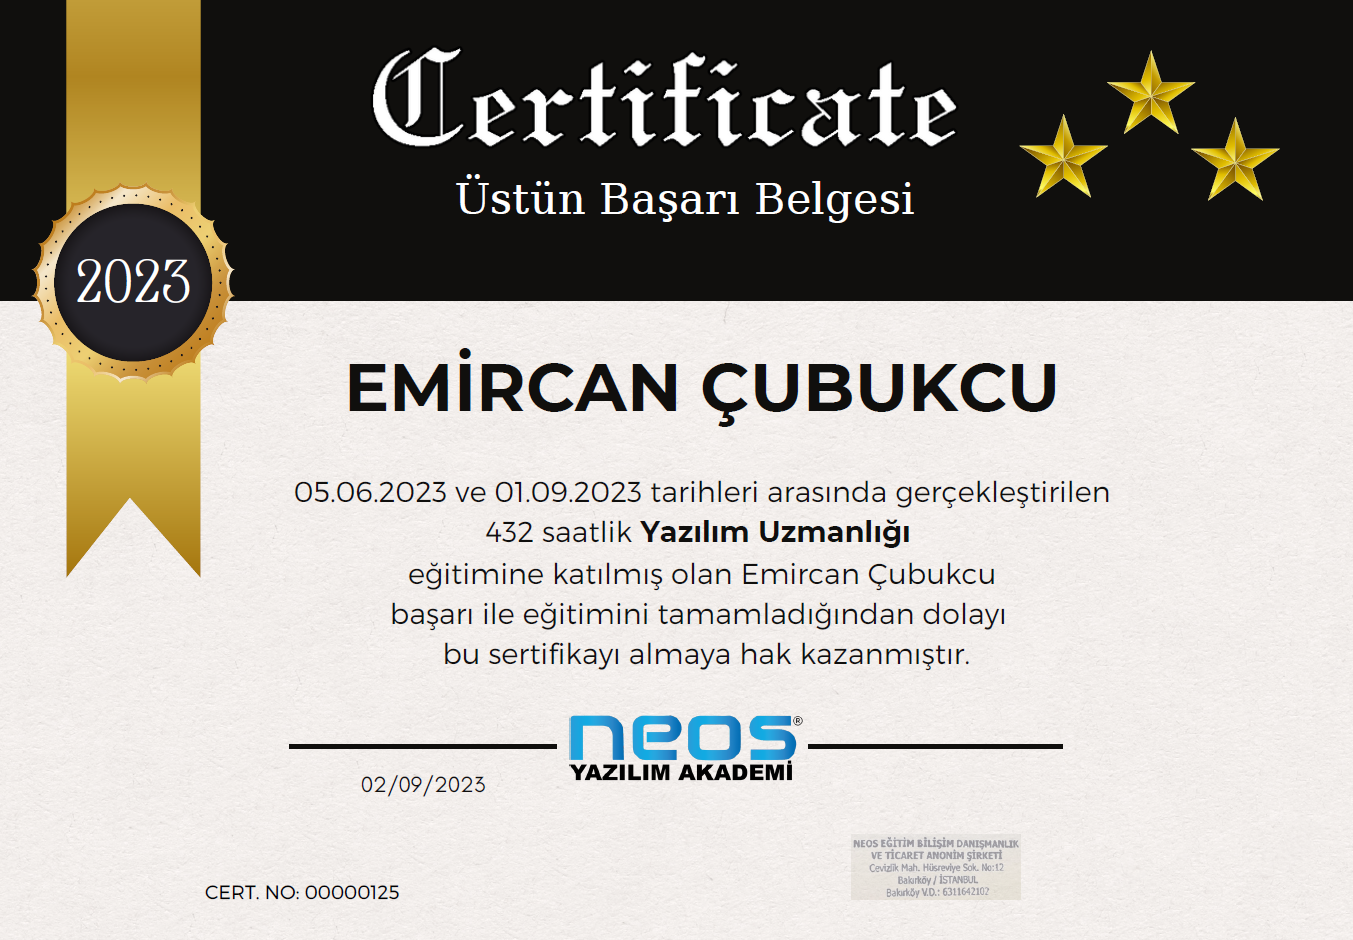 Certificate
Üstün Başarı Belgesi
2023
EMİRCAN ÇUBUKCU
05.06.2023 ve 01.09.2023 tarihleri arasında gerçekleştirilen
432 saatlik Yazılım Uzmanlığı
eğitimine katılmış olan Emircan Çubukcu
başarı ile eğitimini tamamladığından dolayı
bu sertifikayı almaya hak kazanmıştır.
neos®
YAZILIM AKADEMİ
02/09/2023
NEOS EĞİTİM BİLİŞİM DANIŞMANLIK
VE TİCARET ANONİM ŞİRKETİ
Cevizlik Mah. Hüsreviye Sok. No:12
Bakırköy / İSTANBUL
Bakırköy V.D.: 6311642102
CERT. NO: 00000125